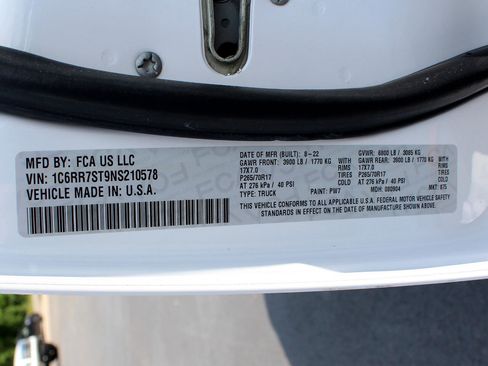 MFD BY: FCA US LLC
VIN: 1C6RR7ST9NS210578
VEHICLE MADE IN: U.S.A.
DATE OF MFR (BUILT): 8-22 GVWR: 6800 LB / 3085 KG
GAWR FRONT: 3900 LB / 1770 KG WITH GAWR REAR: 3900 LB / 1770 KG WITH
17X7.0 RIMS 17X7.0 RIMS
P265/70R17 TIRES P265/70R17 TIRES
AT 276 kPa / 40 PSI COLD AT 276 kPa / 40 PSI COLD
TYPE: TRUCK PAINT: PW7 MDH: 080904 MKT:
THIS VEHICLE CONFORMS TO ALL APPLICABLE U.S.A. FEDERAL MOTOR VEHICLE SAFETY
STANDARDS IN EFFECT ON THE DATE OF MANUFACTURE SHOWN ABOVE.